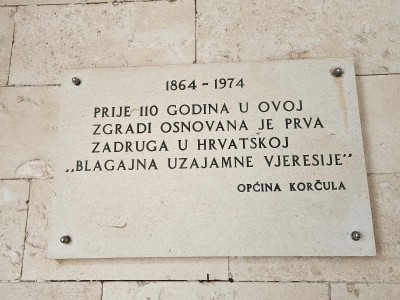 1864 - 1974
PRIJE 110 GODINA U OVOJ
ZGRADI OSNOVANA JE PRVA
ZADRUGA U HRVATSKOJ
„BLAGAJNA UZAJAMNE VJERESIJE”
OPĆINA KORČULA